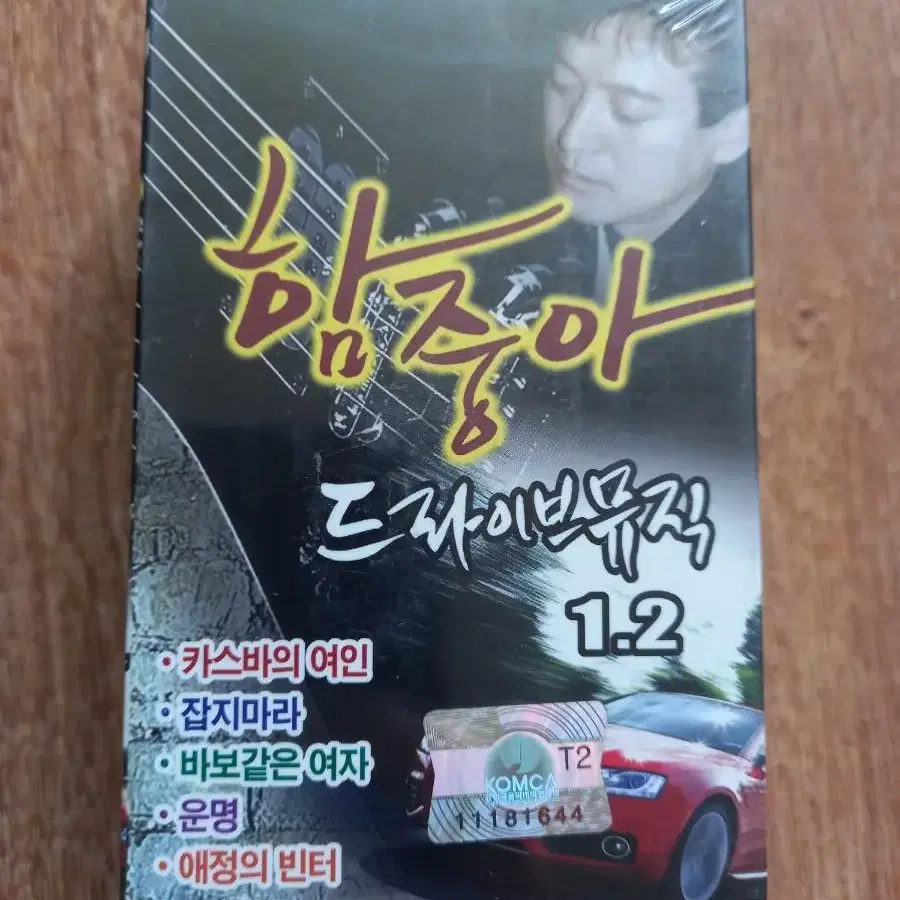 함중아
드라이브뮤직
1.2
• 카스바의 여인
• 잡지마라
• 바보같은 여자
• 운명
• 애정의 빈터
T2
KOMCA
11181644